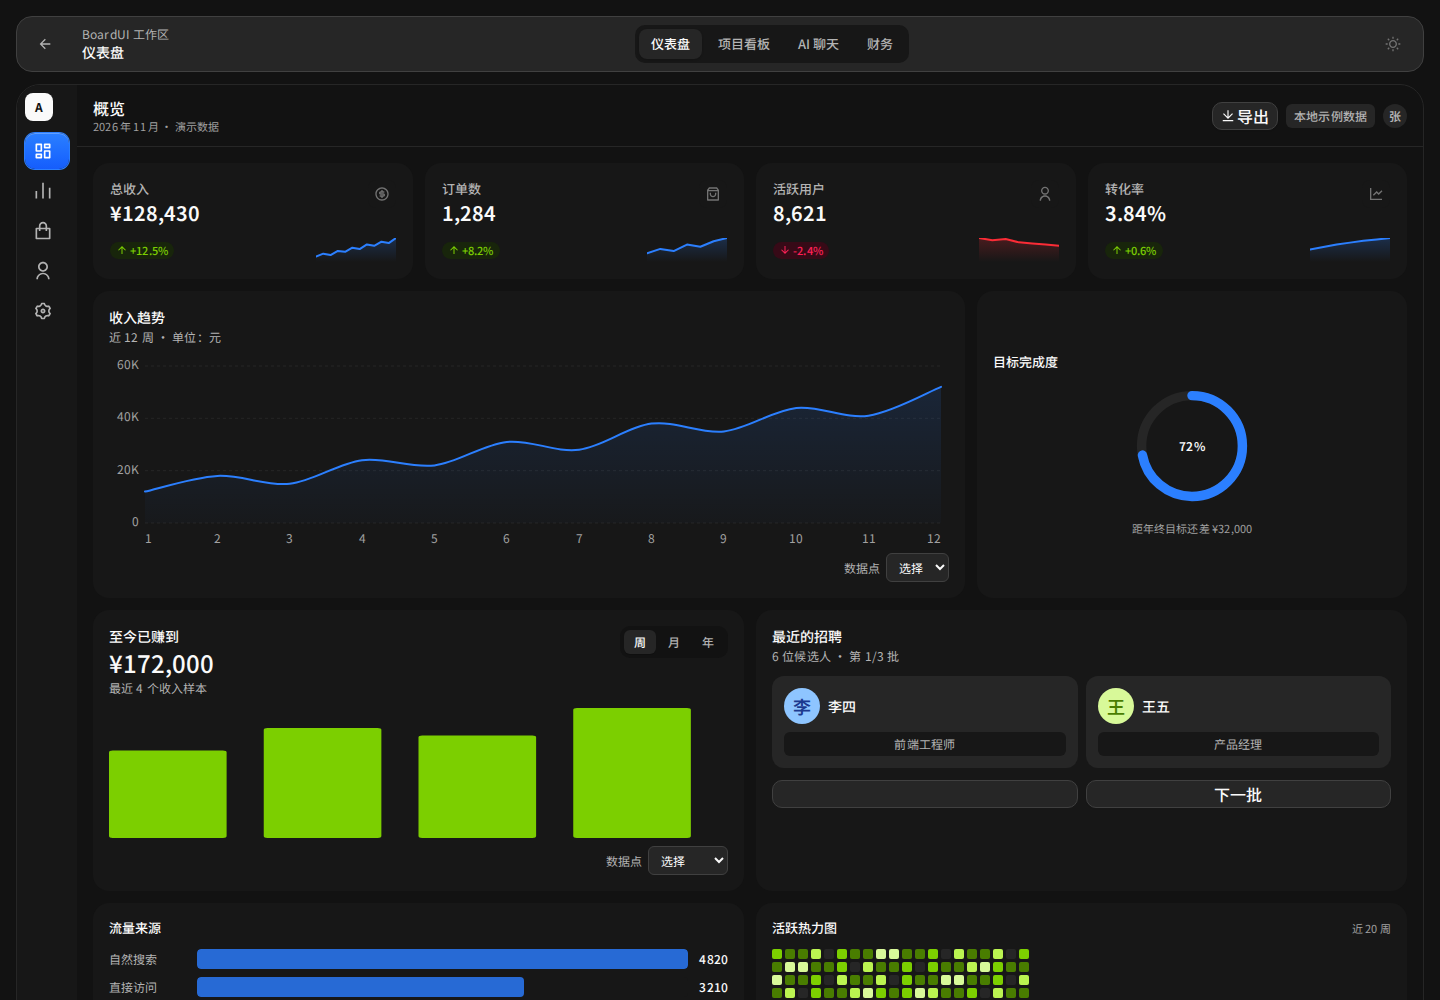 BoardUI 工作区
仪表盘
仪表盘 项目看板 AI 聊天 财务
A
概览
2026 年 11 月 · 演示数据
导出 本地示例数据 张
总收入
¥128,430
+12.5%
订单数
1,284
+8.2%
活跃用户
8,621
-2.4%
转化率
3.84%
+0.6%
收入趋势
近 12 周 · 单位：元
60K
40K
20K
0
1 2 3 4 5 6 7 8 9 10 11 12
数据点 选择
目标完成度
72%
距年终目标还差 ¥32,000
至今已赚到
¥172,000
最近 4 个收入样本
周 月 年
数据点 选择
最近的招聘
6 位候选人 · 第 1/3 批
李 李四
前端工程师
王 王五
产品经理
下一批
流量来源
自然搜索 4820
直接访问 3210
活跃热力图
近 20 周